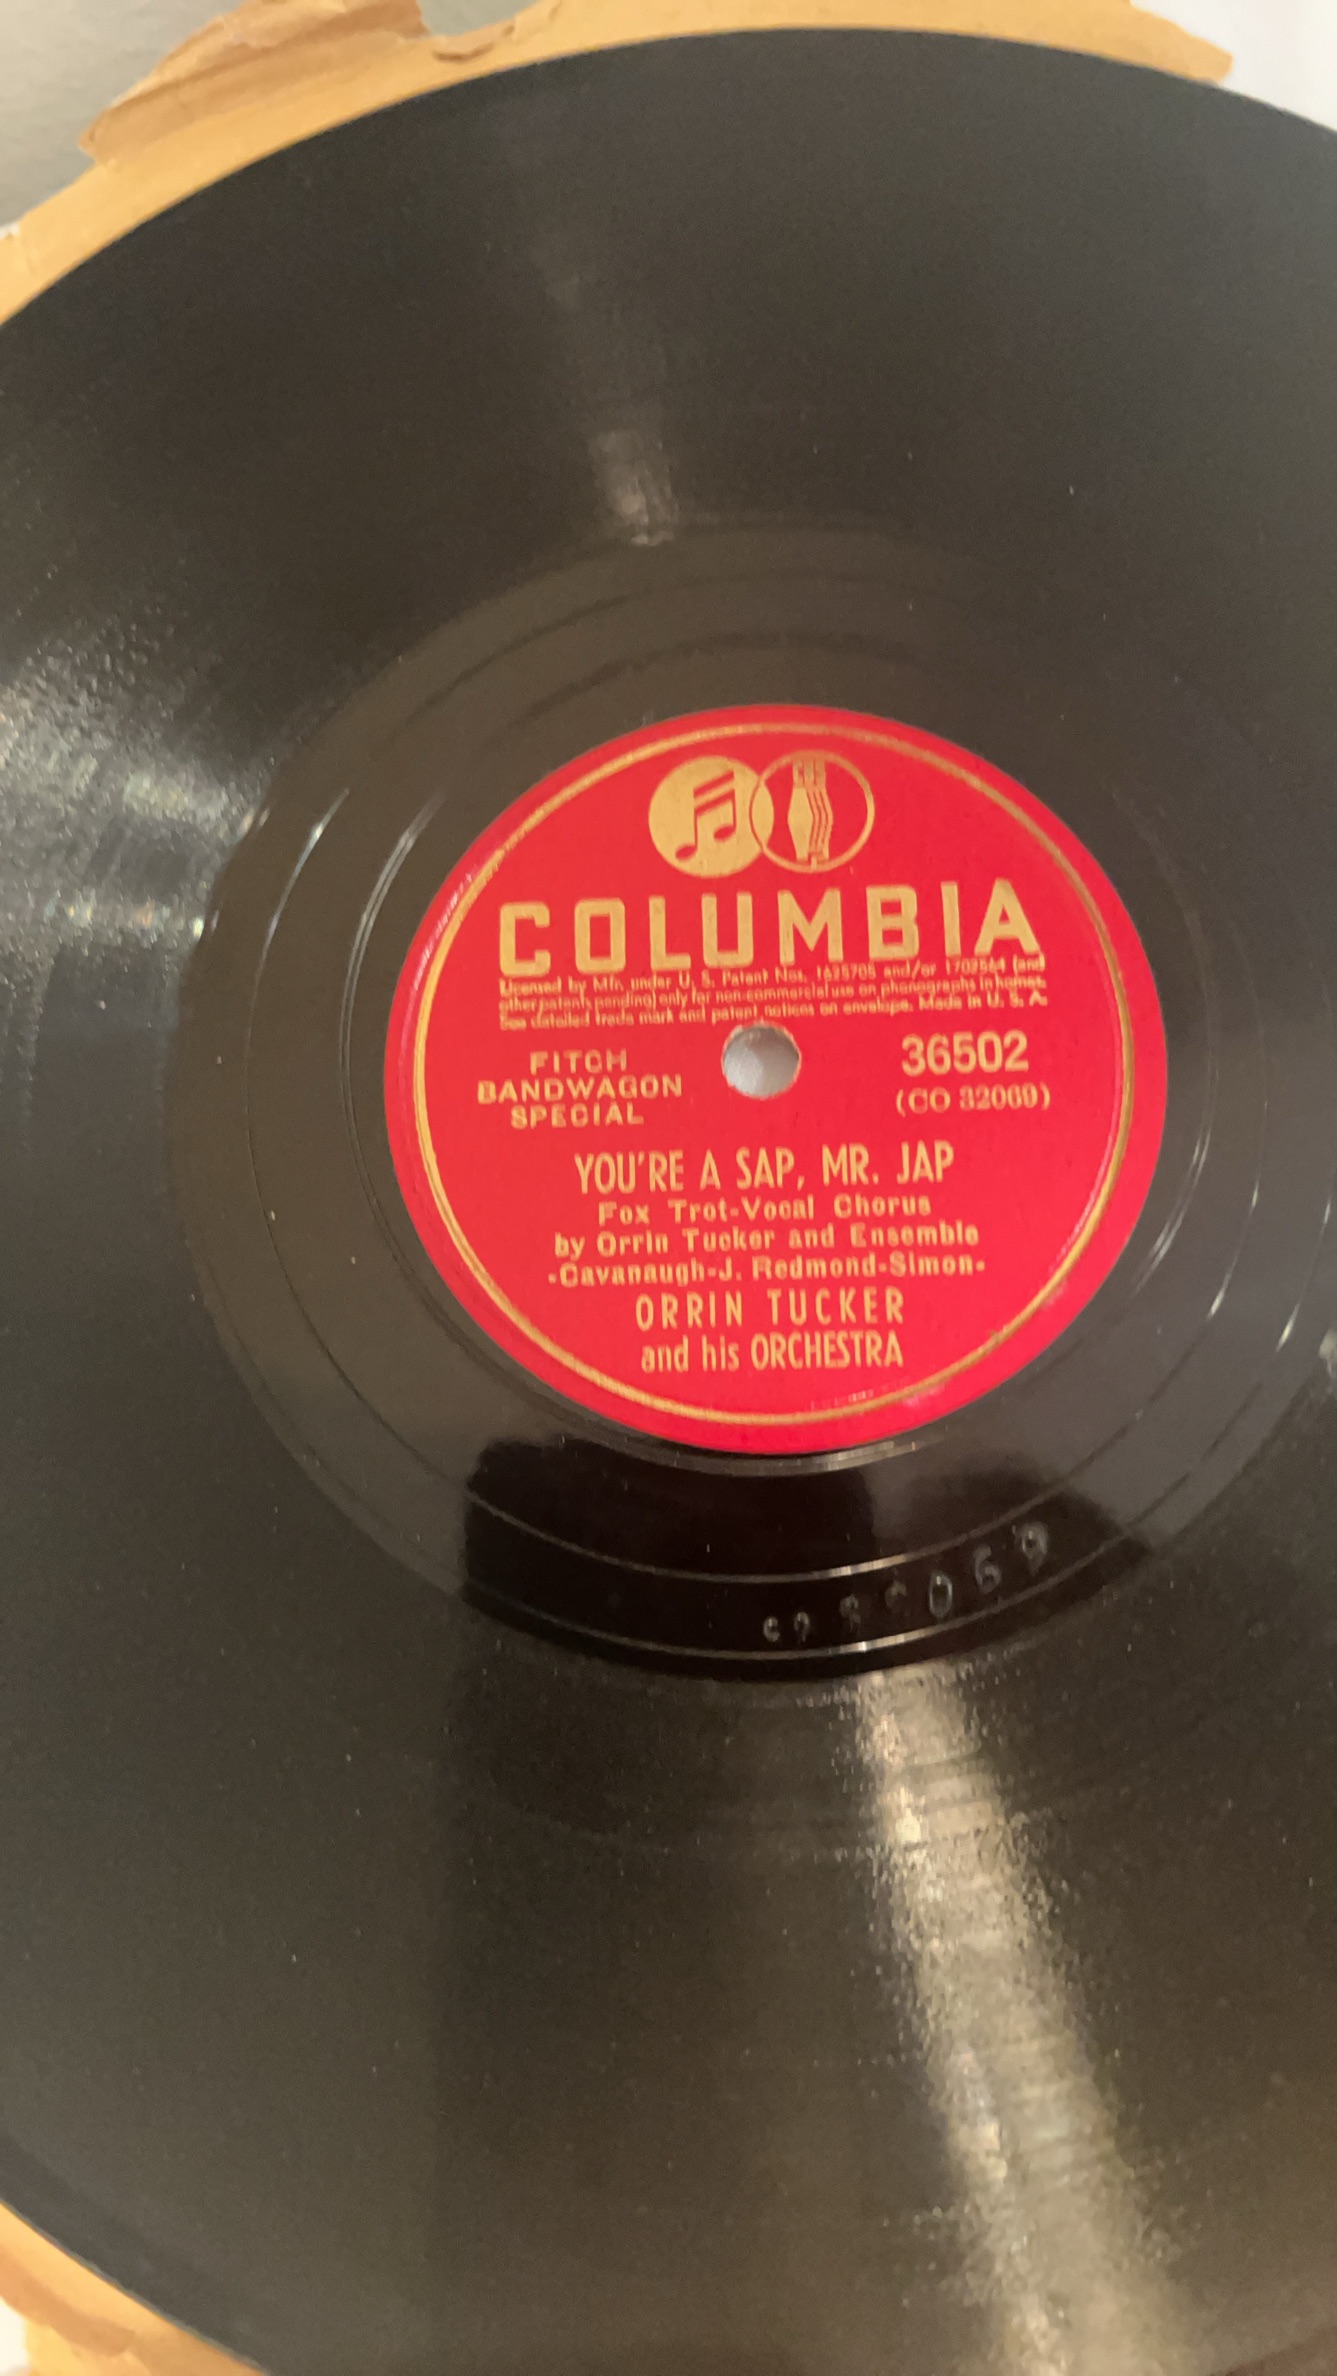 COLUMBIA
Licensed by Mfr. under U. S. Patent Nos. 1625705 and/or 1702564 (and
other patents pending) only for non-commercial use on phonographs in homes.
See detailed trade mark and patent notices on envelope. Made in U. S. A.
FITCH
BANDWAGON
SPECIAL
36502
(CO 32069)
YOU'RE A SAP, MR. JAP
Fox Trot-Vocal Chorus
by Orrin Tucker and Ensemble
-Cavanaugh-J. Redmond-Simon-
ORRIN TUCKER
and his ORCHESTRA